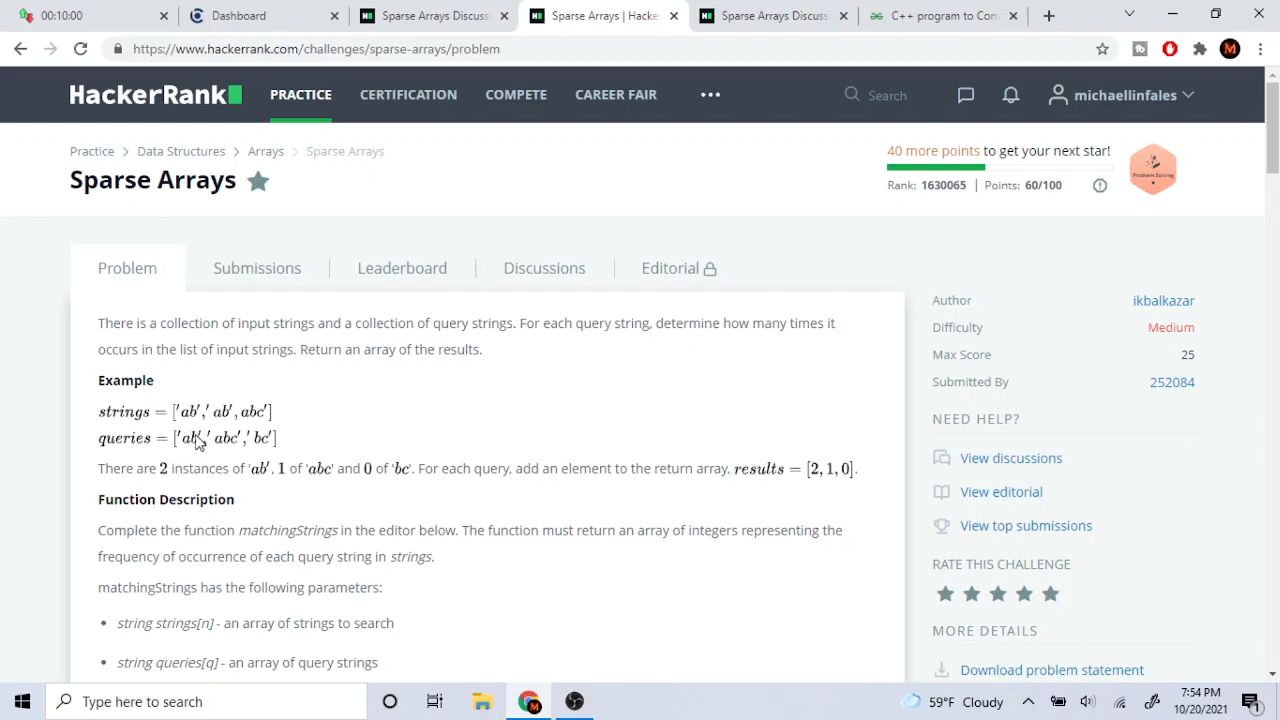 00:10:00
Dashboard
Sparse Arrays Discuss
Sparse Arrays | Hacker
Sparse Arrays Discuss
C++ program to Com
https://www.hackerrank.com/challenges/sparse-arrays/problem
M
HackerRank
PRACTICE
CERTIFICATION
COMPETE
CAREER FAIR
Search
michaellinfales
Practice > Data Structures > Arrays > Sparse Arrays
Sparse Arrays
40 more points to get your next star!
Rank: 1630065 | Points: 60/100
Problem Solving
Problem
Submissions
Leaderboard
Discussions
Editorial
There is a collection of input strings and a collection of query strings. For each query string, determine how many times it
occurs in the list of input strings. Return an array of the results.
Example
strings = ['ab',' ab', abc']
queries = ['ab',' abc',' bc']
There are 2 instances of 'ab', 1 of 'abc' and 0 of 'bc'. For each query, add an element to the return array, results = [2, 1, 0].
Function Description
Complete the function matchingStrings in the editor below. The function must return an array of integers representing the
frequency of occurrence of each query string in strings.
matchingStrings has the following parameters:
• string strings[n] - an array of strings to search
• string queries[q] - an array of query strings
Author
ikbalkazar
Difficulty
Medium
Max Score
25
Submitted By
252084
NEED HELP?
View discussions
View editorial
View top submissions
RATE THIS CHALLENGE
MORE DETAILS
Download problem statement
Type here to search
M
59°F Cloudy
7:54 PM
10/20/2021
1